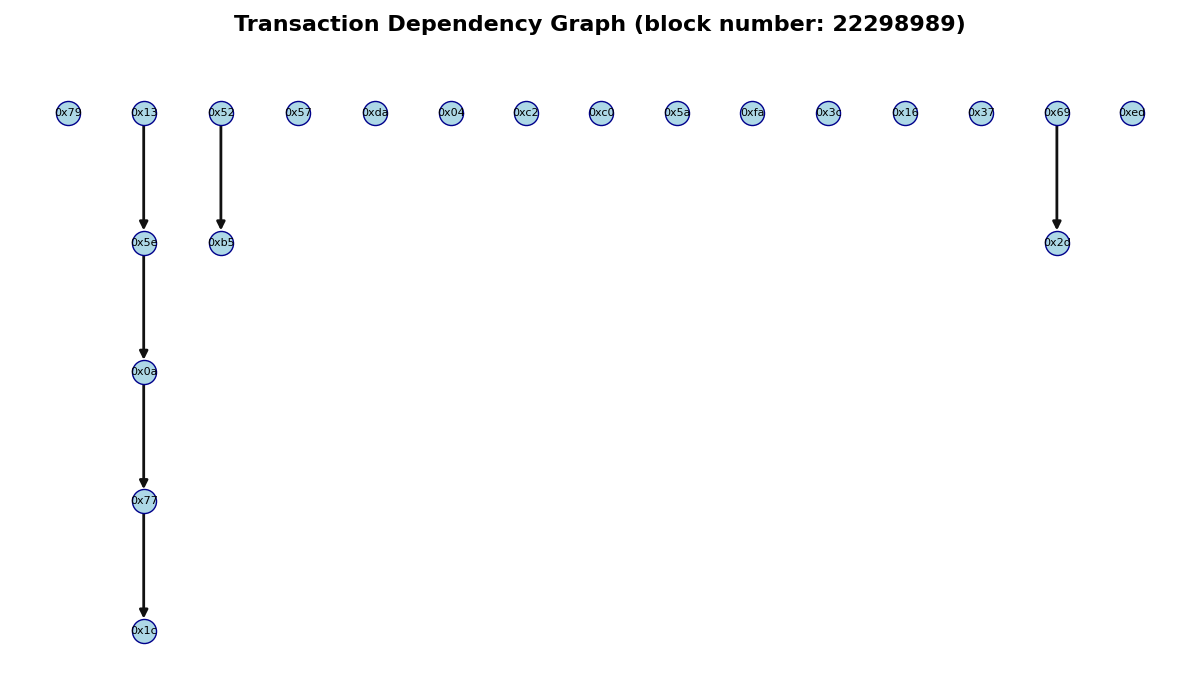 Transaction Dependency Graph (block number: 22298989)
0x79 0x13 0x52 0x57 0xda 0x04 0xc2 0xc0 0x5a 0xfa 0x3c 0x16 0x37 0x69 0xed
0x5e 0xb5 0x2d
0x0a
0x77
0x1c